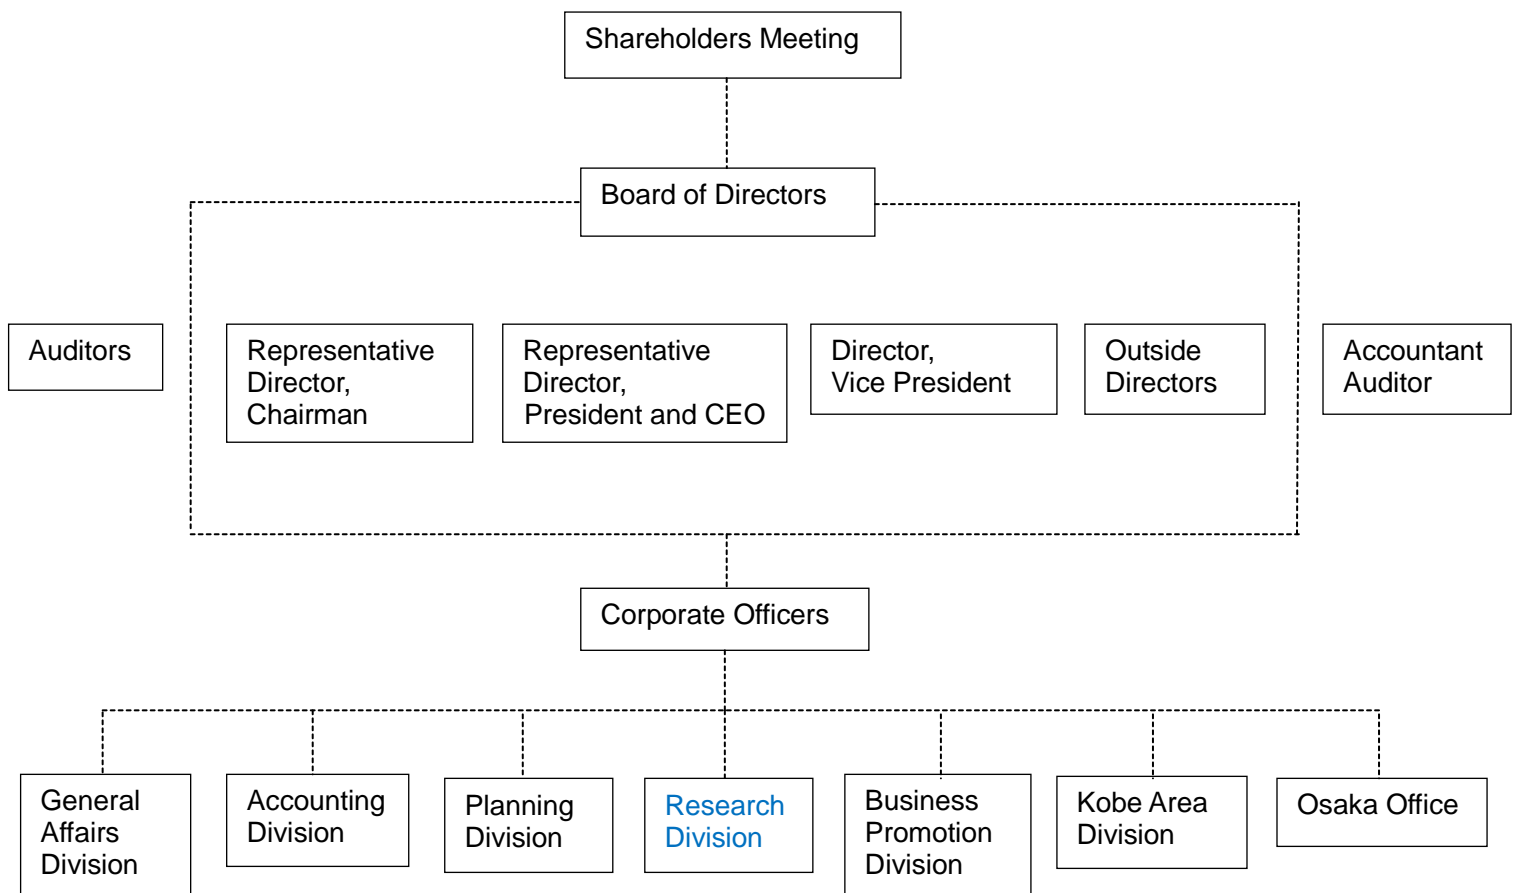 Shareholders Meeting
Board of Directors
Auditors
Representative
Director,
Chairman
Representative
Director,
President and CEO
Director,
Vice President
Outside
Directors
Accountant
Auditor
Corporate Officers
General
Affairs
Division
Accounting
Division
Planning
Division
Research
Division
Business
Promotion
Division
Kobe Area
Division
Osaka Office